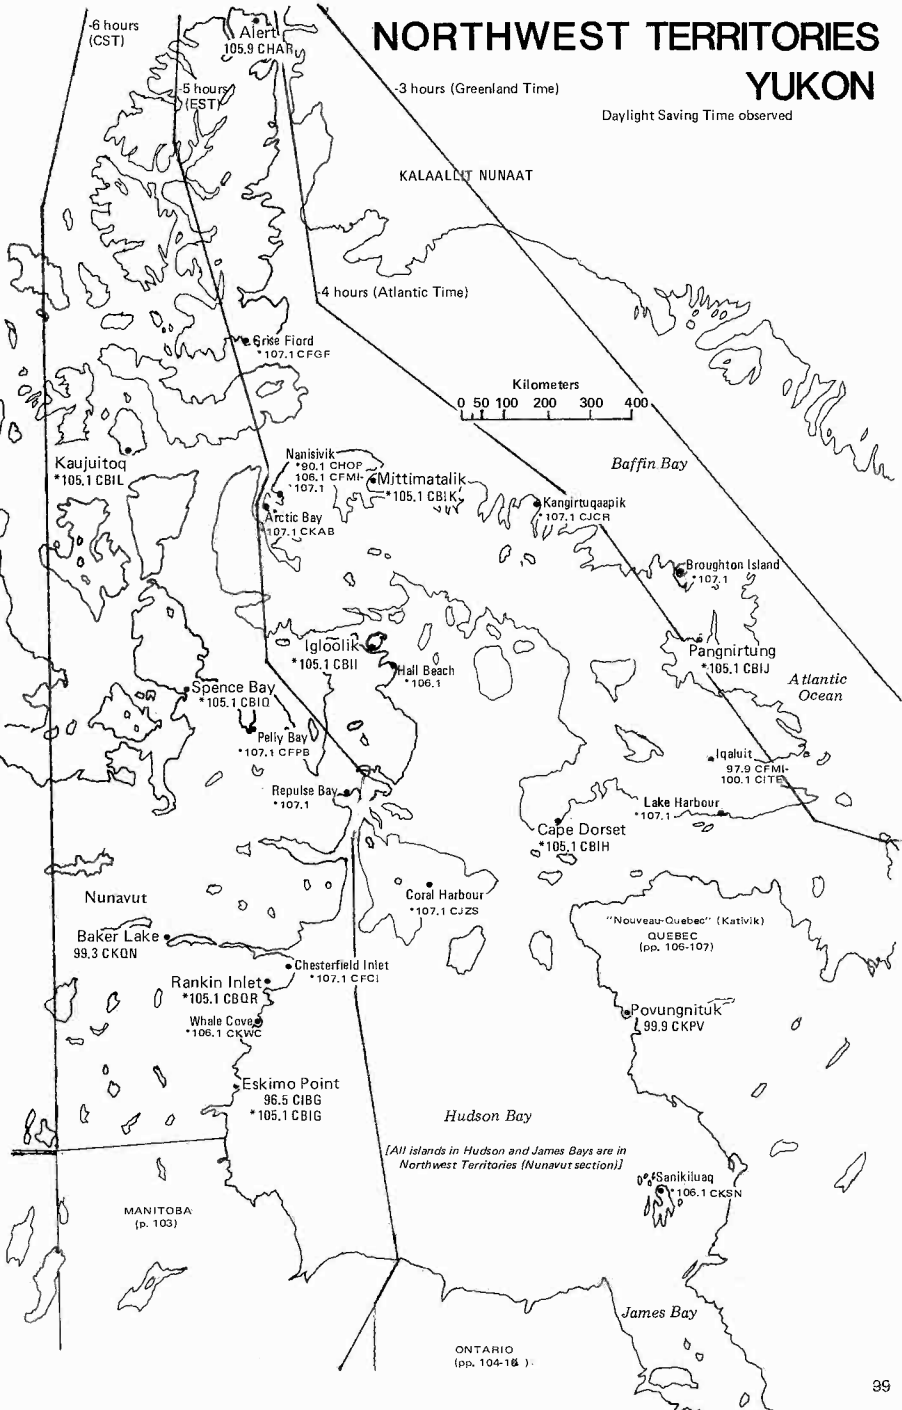 NORTHWEST TERRITORIES
YUKON
Daylight Saving Time observed
-6 hours
(CST)
-5 hours
(EST)
-3 hours (Greenland Time)
-4 hours (Atlantic Time)
Alert
105.9 CHAR
KALAALLIT NUNAAT
Grise Fiord
*107.1 CFGF
Kilometers
0 50 100 200 300 400
Baffin Bay
Kaujuitoq
*105.1 CBIL
Nanisivik
*90.1 CHOP
106.1 CFMI-
*107.1
Mittimatalik
*105.1 CBIK
Arctic Bay
*107.1 CKAB
Kangirtuqaapik
*107.1 CJCR
Broughton Island
*107.1
Pangnirtung
*105.1 CBIJ
Atlantic
Ocean
Igloolik
*105.1 CBII
Hall Beach
*106.1
Spence Bay
*105.1 CBIQ
Pelly Bay
*107.1 CFPB
Repulse Bay
*107.1
Iqaluit
97.9 CFMI-
100.1 CITE
Lake Harbour
*107.1
Cape Dorset
*105.1 CBIH
Nunavut
Coral Harbour
*107.1 CJZS
Baker Lake
99.3 CKQN
"Nouveau-Quebec" (Kativik)
QUEBEC
(pp. 106-107)
Chesterfield Inlet
*107.1 CFCI
Rankin Inlet
*105.1 CBQR
Whale Cove
*106.1 CKWC
Povungnituk
99.9 CKPV
Eskimo Point
96.5 CIBG
*105.1 CBIG
Hudson Bay
[All islands in Hudson and James Bays are in
Northwest Territories (Nunavut section)]
Sanikiluaq
*106.1 CKSN
MANITOBA
(p. 103)
James Bay
ONTARIO
(pp. 104-10 )
99